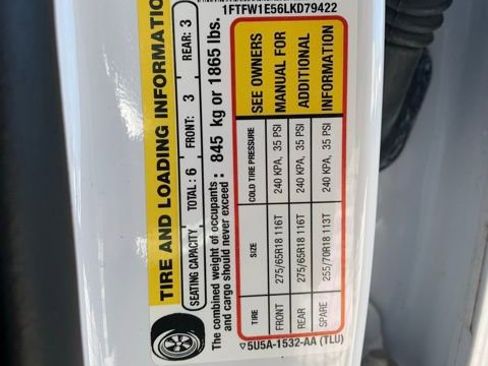 1FTFW1E56LKD79422
TIRE AND LOADING INFORMATION
SEATING CAPACITY TOTAL : 6 FRONT: 3 REAR: 3
The combined weight of occupants : 845 kg or 1865 lbs.
and cargo should never exceed :
TIRE SIZE COLD TIRE PRESSURE SEE OWNERS
FRONT 275/65R18 116T 240 KPA, 35 PSI MANUAL FOR
REAR 275/65R18 116T 240 KPA, 35 PSI ADDITIONAL
SPARE 255/70R18 113T 240 KPA, 35 PSI INFORMATION
5U5A-1532-AA (TLU)